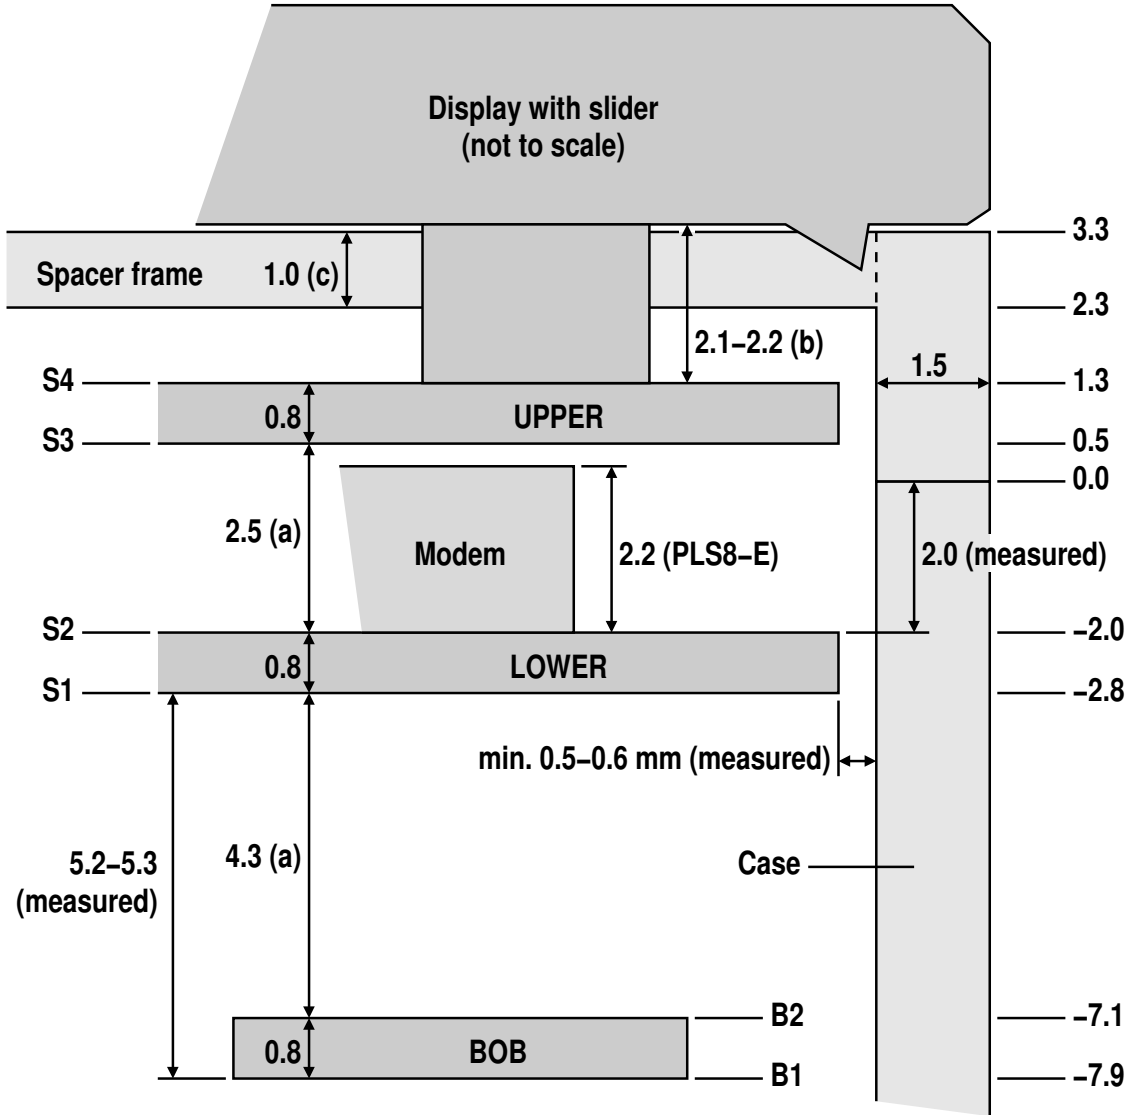 Display with slider
(not to scale)
3.3
Spacer frame
1.0 (c)
2.3
2.1–2.2 (b)
1.5
S4
1.3
0.8
UPPER
S3
0.5
0.0
2.5 (a)
Modem
2.2 (PLS8–E)
2.0 (measured)
S2
–2.0
0.8
LOWER
S1
–2.8
min. 0.5–0.6 mm (measured)
5.2–5.3
(measured)
4.3 (a)
Case
B2
–7.1
0.8
BOB
B1
–7.9